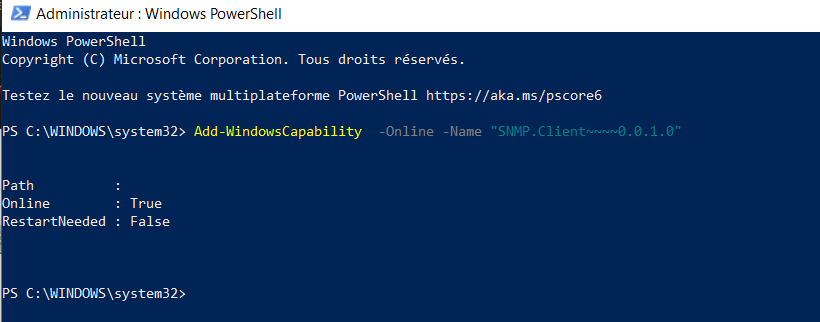 Administrateur : Windows PowerShell
Windows PowerShell
Copyright (C) Microsoft Corporation. Tous droits réservés.
Testez le nouveau système multiplateforme PowerShell https://aka.ms/pscore6
PS C:\WINDOWS\system32> Add-WindowsCapability  -Online -Name "SNMP.Client~~~~0.0.1.0"
Path          :
Online        : True
RestartNeeded : False
PS C:\WINDOWS\system32>